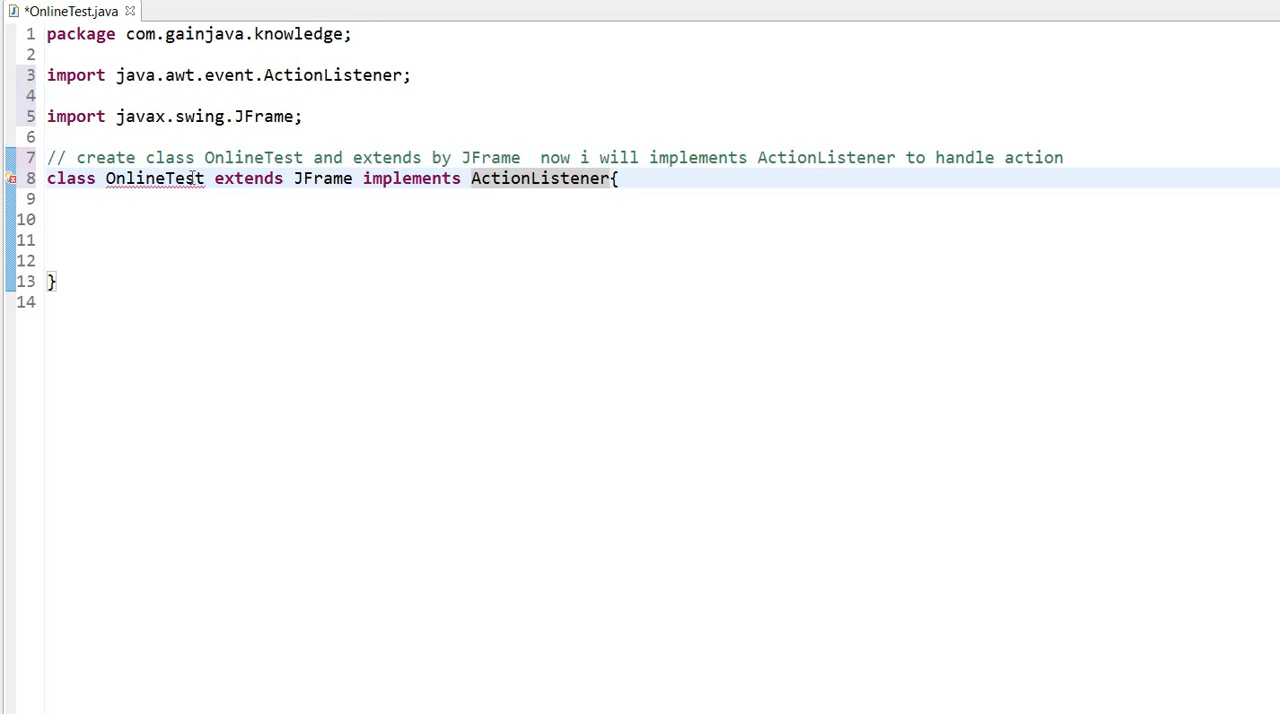 *OnlineTest.java
1 package com.gainjava.knowledge;
2
3 import java.awt.event.ActionListener;
4
5 import javax.swing.JFrame;
6
7 // create class OnlineTest and extends by JFrame  now i will implements ActionListener to handle action
8 class OnlineTest extends JFrame implements ActionListener{
9
10
11
12
13 }
14